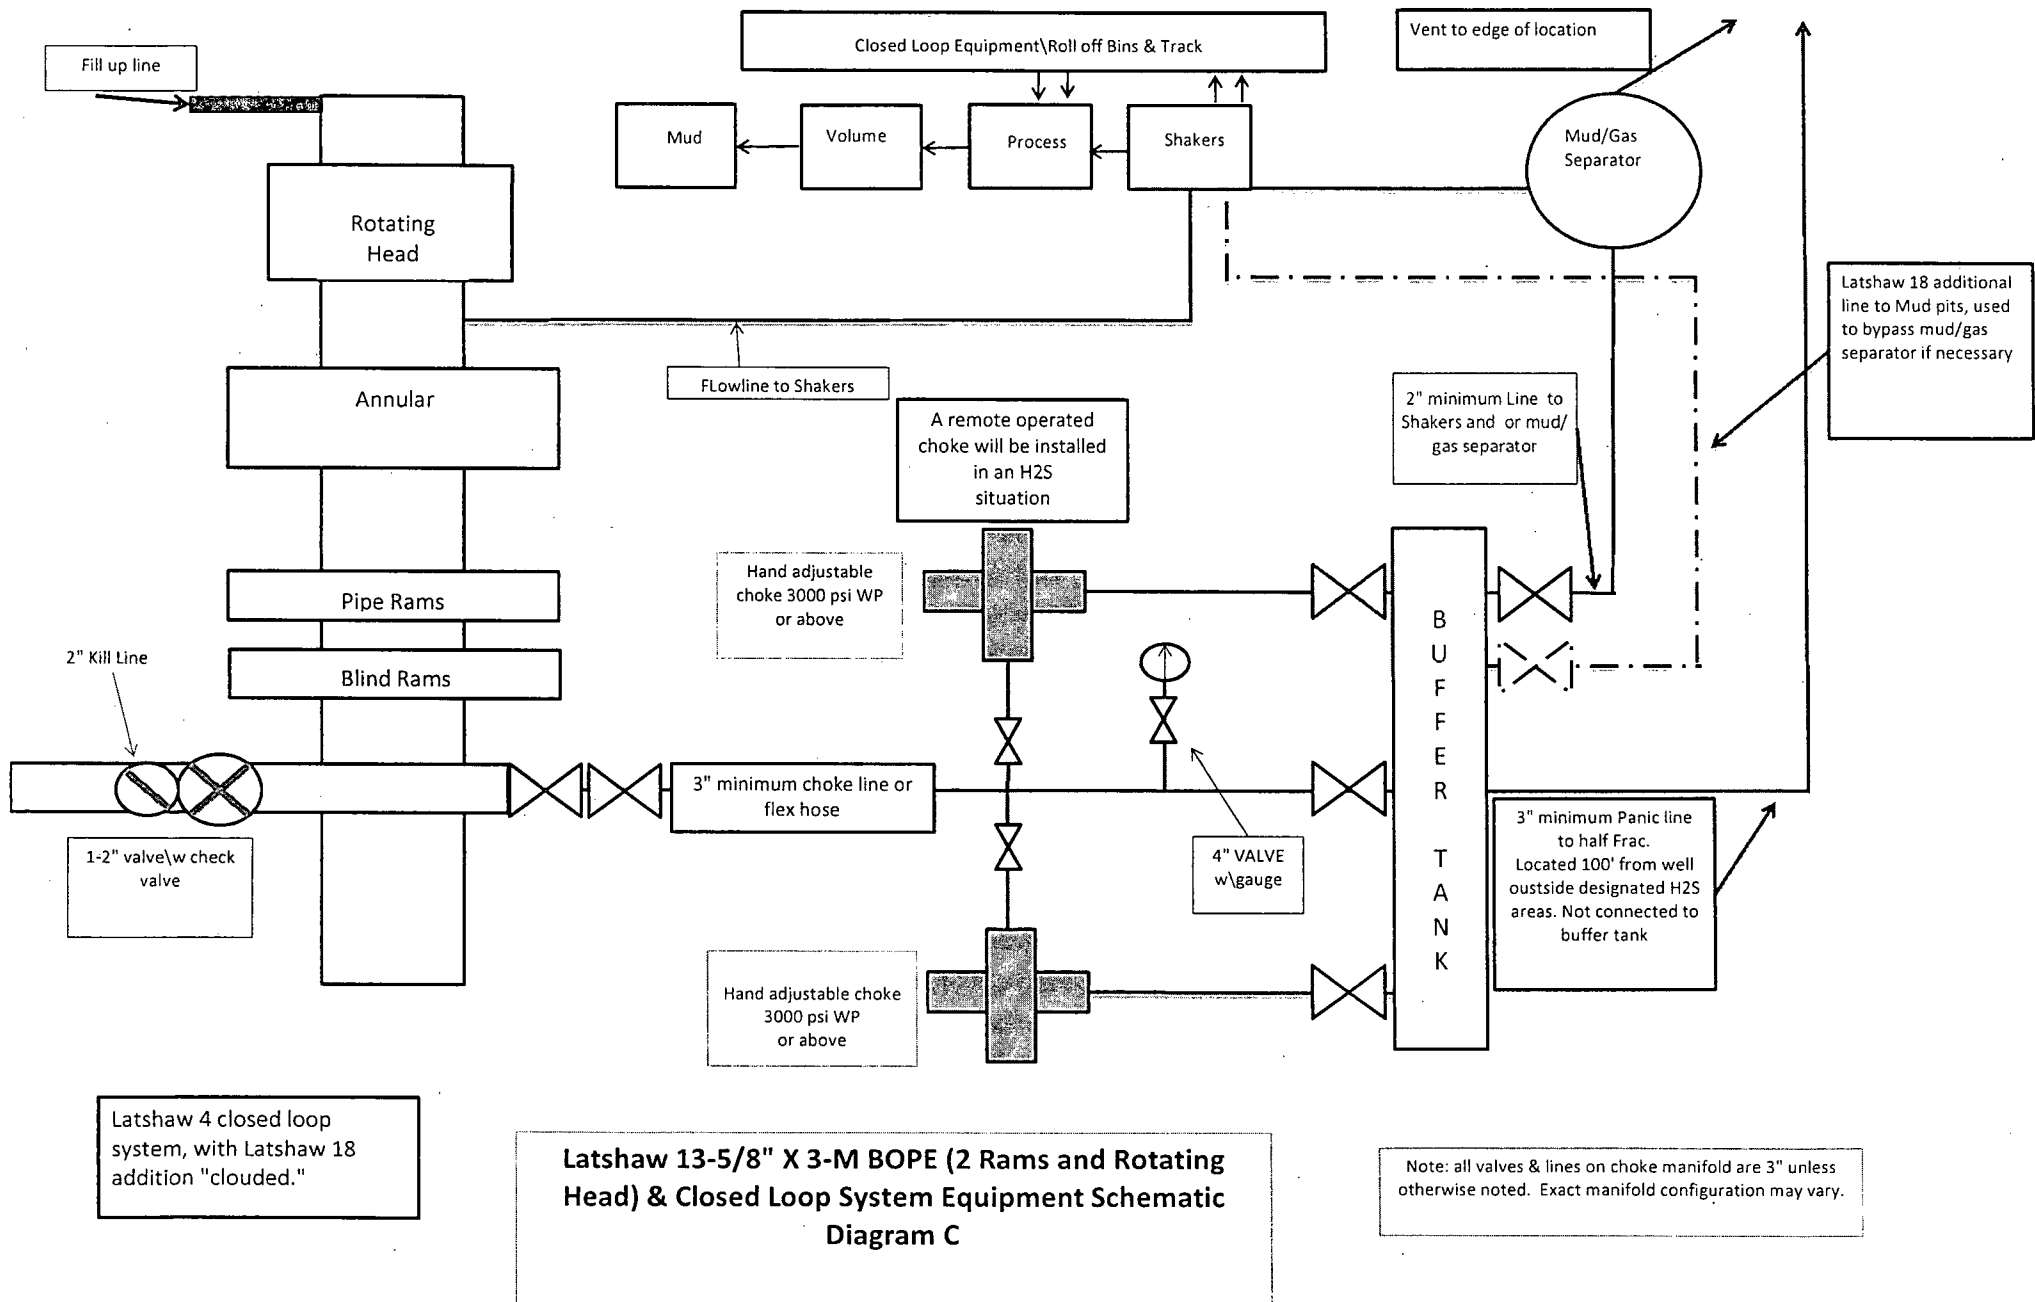 Closed Loop Equipment\Roll off Bins & Track
Vent to edge of location
Fill up line
Mud
Volume
Process
Shakers
Mud/Gas
Separator
Rotating
Head
Latshaw 18 additional
line to Mud pits, used
to bypass mud/gas
separator if necessary
FLowline to Shakers
Annular
2" minimum Line to
Shakers and or mud/
gas separator
A remote operated
choke will be installed
in an H2S
situation
Hand adjustable
choke 3000 psi WP
or above
Pipe Rams
Blind Rams
2" Kill Line
BUFFER TANK
3" minimum choke line or
flex hose
1-2" valve\w check
valve
4" VALVE
w\gauge
3" minimum Panic line
to half Frac.
Located 100' from well
oustside designated H2S
areas. Not connected to
buffer tank
Hand adjustable choke
3000 psi WP
or above
Latshaw 4 closed loop
system, with Latshaw 18
addition "clouded."
Latshaw 13-5/8" X 3-M BOPE (2 Rams and Rotating
Head) & Closed Loop System Equipment Schematic
Diagram C
Note: all valves & lines on choke manifold are 3" unless
otherwise noted. Exact manifold configuration may vary.